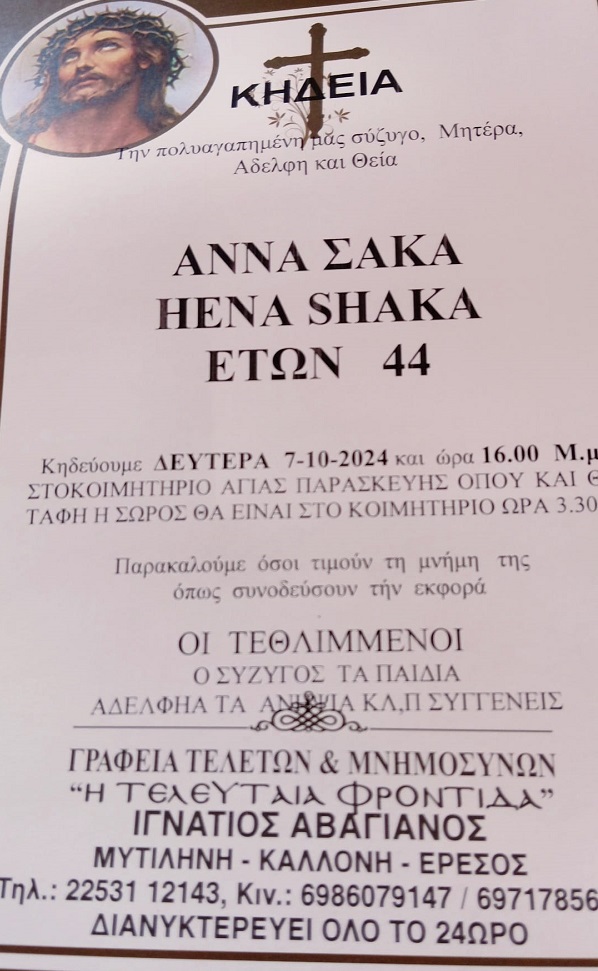 ΚΗΔΕΙΑ
Την πολυαγαπημένη μας σύζυγο, Μητέρα,
Αδελφη και Θεία
ΑΝΝΑ ΣΑΚΑ
HENA SHAKA
ΕΤΩΝ 44
Κηδεύουμε ΔΕΥΤΕΡΑ 7-10-2024 και ώρα 16.00 Μ.μ
ΣΤΟΚΟΙΜΗΤΗΡΙΟ ΑΓΙΑΣ ΠΑΡΑΣΚΕΥΗΣ ΟΠΟΥ ΚΑΙ Θ
ΤΑΦΗ Η ΣΩΡΟΣ ΘΑ ΕΙΝΑΙ ΣΤΟ ΚΟΙΜΗΤΗΡΙΟ ΩΡΑ 3.30
Παρακαλούμε όσοι τιμούν τη μνήμη της
όπως συνοδεύσουν τήν εκφορά
ΟΙ ΤΕΘΛΙΜΜΕΝΟΙ
Ο ΣΥΖΥΓΟΣ ΤΑ ΠΑΙΔΙΑ
ΑΔΕΛΦΗΑ ΤΑ ΑΝΙΨΙΑ ΚΛ,Π ΣΥΓΓΕΝΕΙΣ
ΓΡΑΦΕΙΑ ΤΕΛΕΤΩΝ & ΜΝΗΜΟΣΥΝΩΝ
“Η ΤΕΛΕΥΤΑΙΑ ΦΡΟΝΤΙΔΑ”
ΙΓΝΑΤΙΟΣ ΑΒΑΓΙΑΝΟΣ
ΜΥΤΙΛΗΝΗ - ΚΑΛΛΟΝΗ - ΕΡΕΣΟΣ
Τηλ.: 22531 12143, Κιν.: 6986079147 / 69717856
ΔΙΑΝΥΚΤΕΡΕΥΕΙ ΟΛΟ ΤΟ 24ΩΡΟ